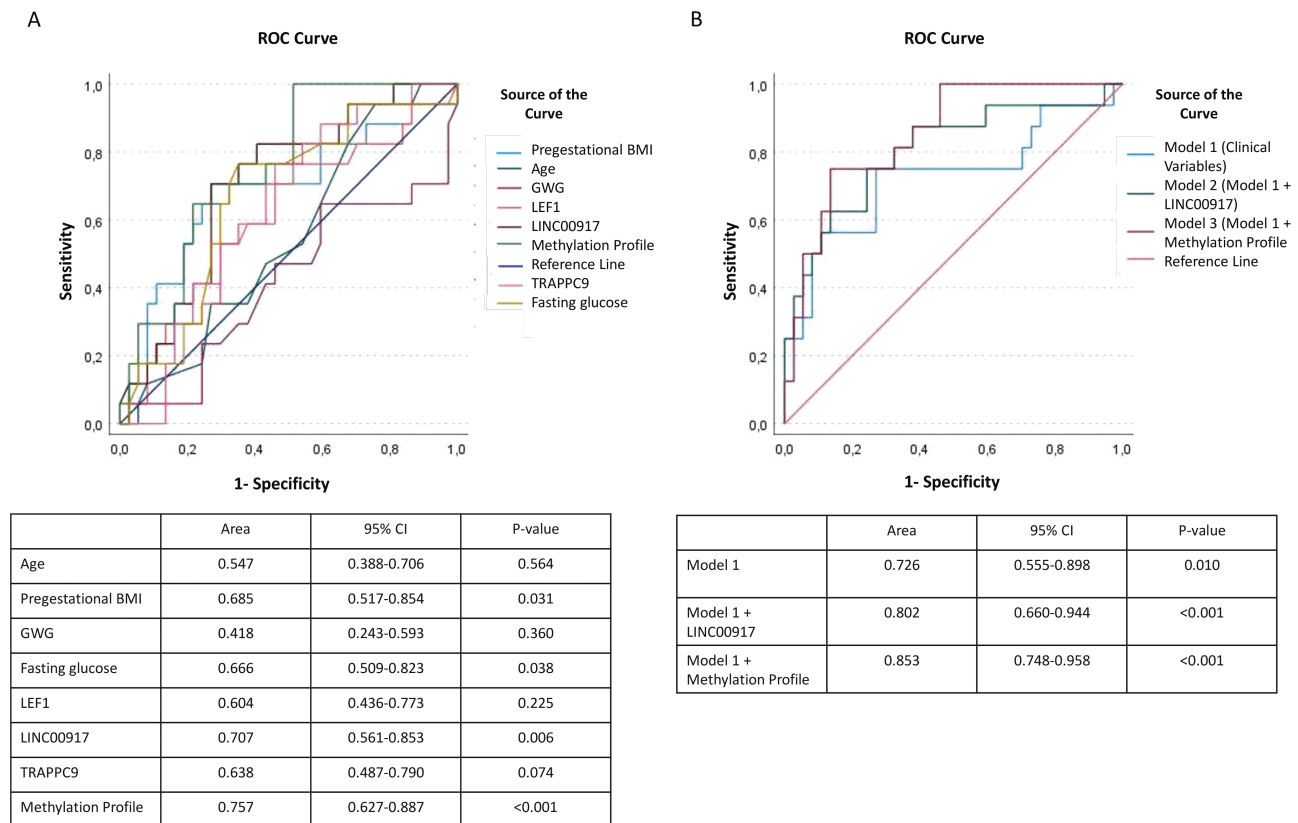 A
ROC Curve
1,0
0,8
0,6
0,4
0,2
0,0
Sensitivity
0,0 0,2 0,4 0,6 0,8 1,0
1- Specificity
Source of the
Curve
Pregestational BMI
Age
GWG
LEF1
LINC00917
Methylation Profile
Reference Line
TRAPPC9
Fasting glucose
Area 95% CI P-value
Age 0.547 0.388-0.706 0.564
Pregestational BMI 0.685 0.517-0.854 0.031
GWG 0.418 0.243-0.593 0.360
Fasting glucose 0.666 0.509-0.823 0.038
LEF1 0.604 0.436-0.773 0.225
LINC00917 0.707 0.561-0.853 0.006
TRAPPC9 0.638 0.487-0.790 0.074
Methylation Profile 0.757 0.627-0.887 <0.001
B
ROC Curve
1,0
0,8
0,6
0,4
0,2
0,0
Sensitivity
0,0 0,2 0,4 0,6 0,8 1,0
1- Specificity
Source of the
Curve
Model 1 (Clinical
Variables)
Model 2 (Model 1 +
LINC00917)
Model 3 (Model 1 +
Methylation Profile
Reference Line
Area 95% CI P-value
Model 1 0.726 0.555-0.898 0.010
Model 1 + 0.802 0.660-0.944 <0.001
LINC00917
Model 1 + 0.853 0.748-0.958 <0.001
Methylation Profile